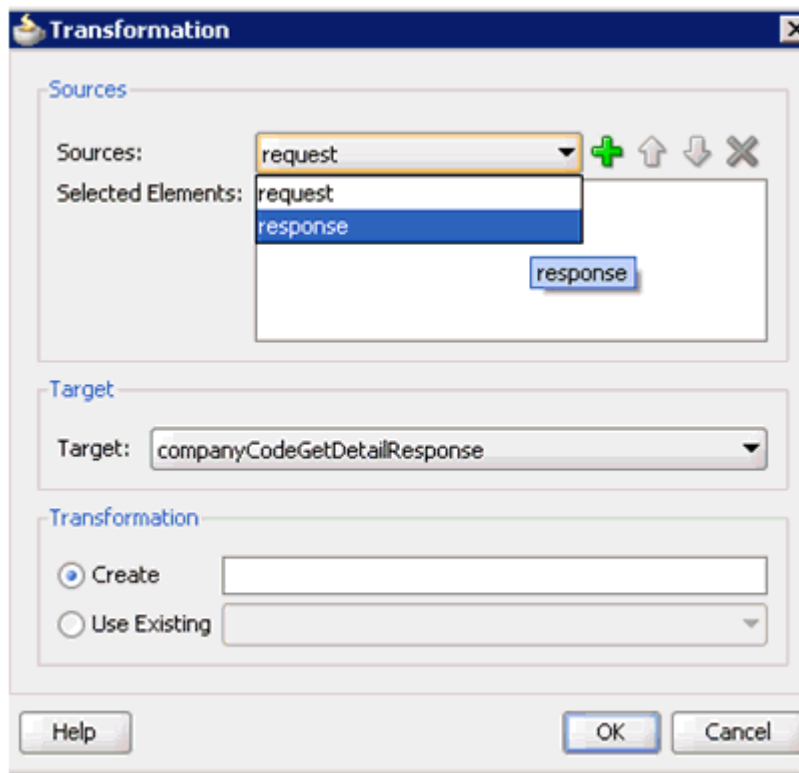 Transformation
Sources
Sources: request
Selected Elements: request
response
response
Target
Target: companyCodeGetDetailResponse
Transformation
Create
Use Existing
Help OK Cancel